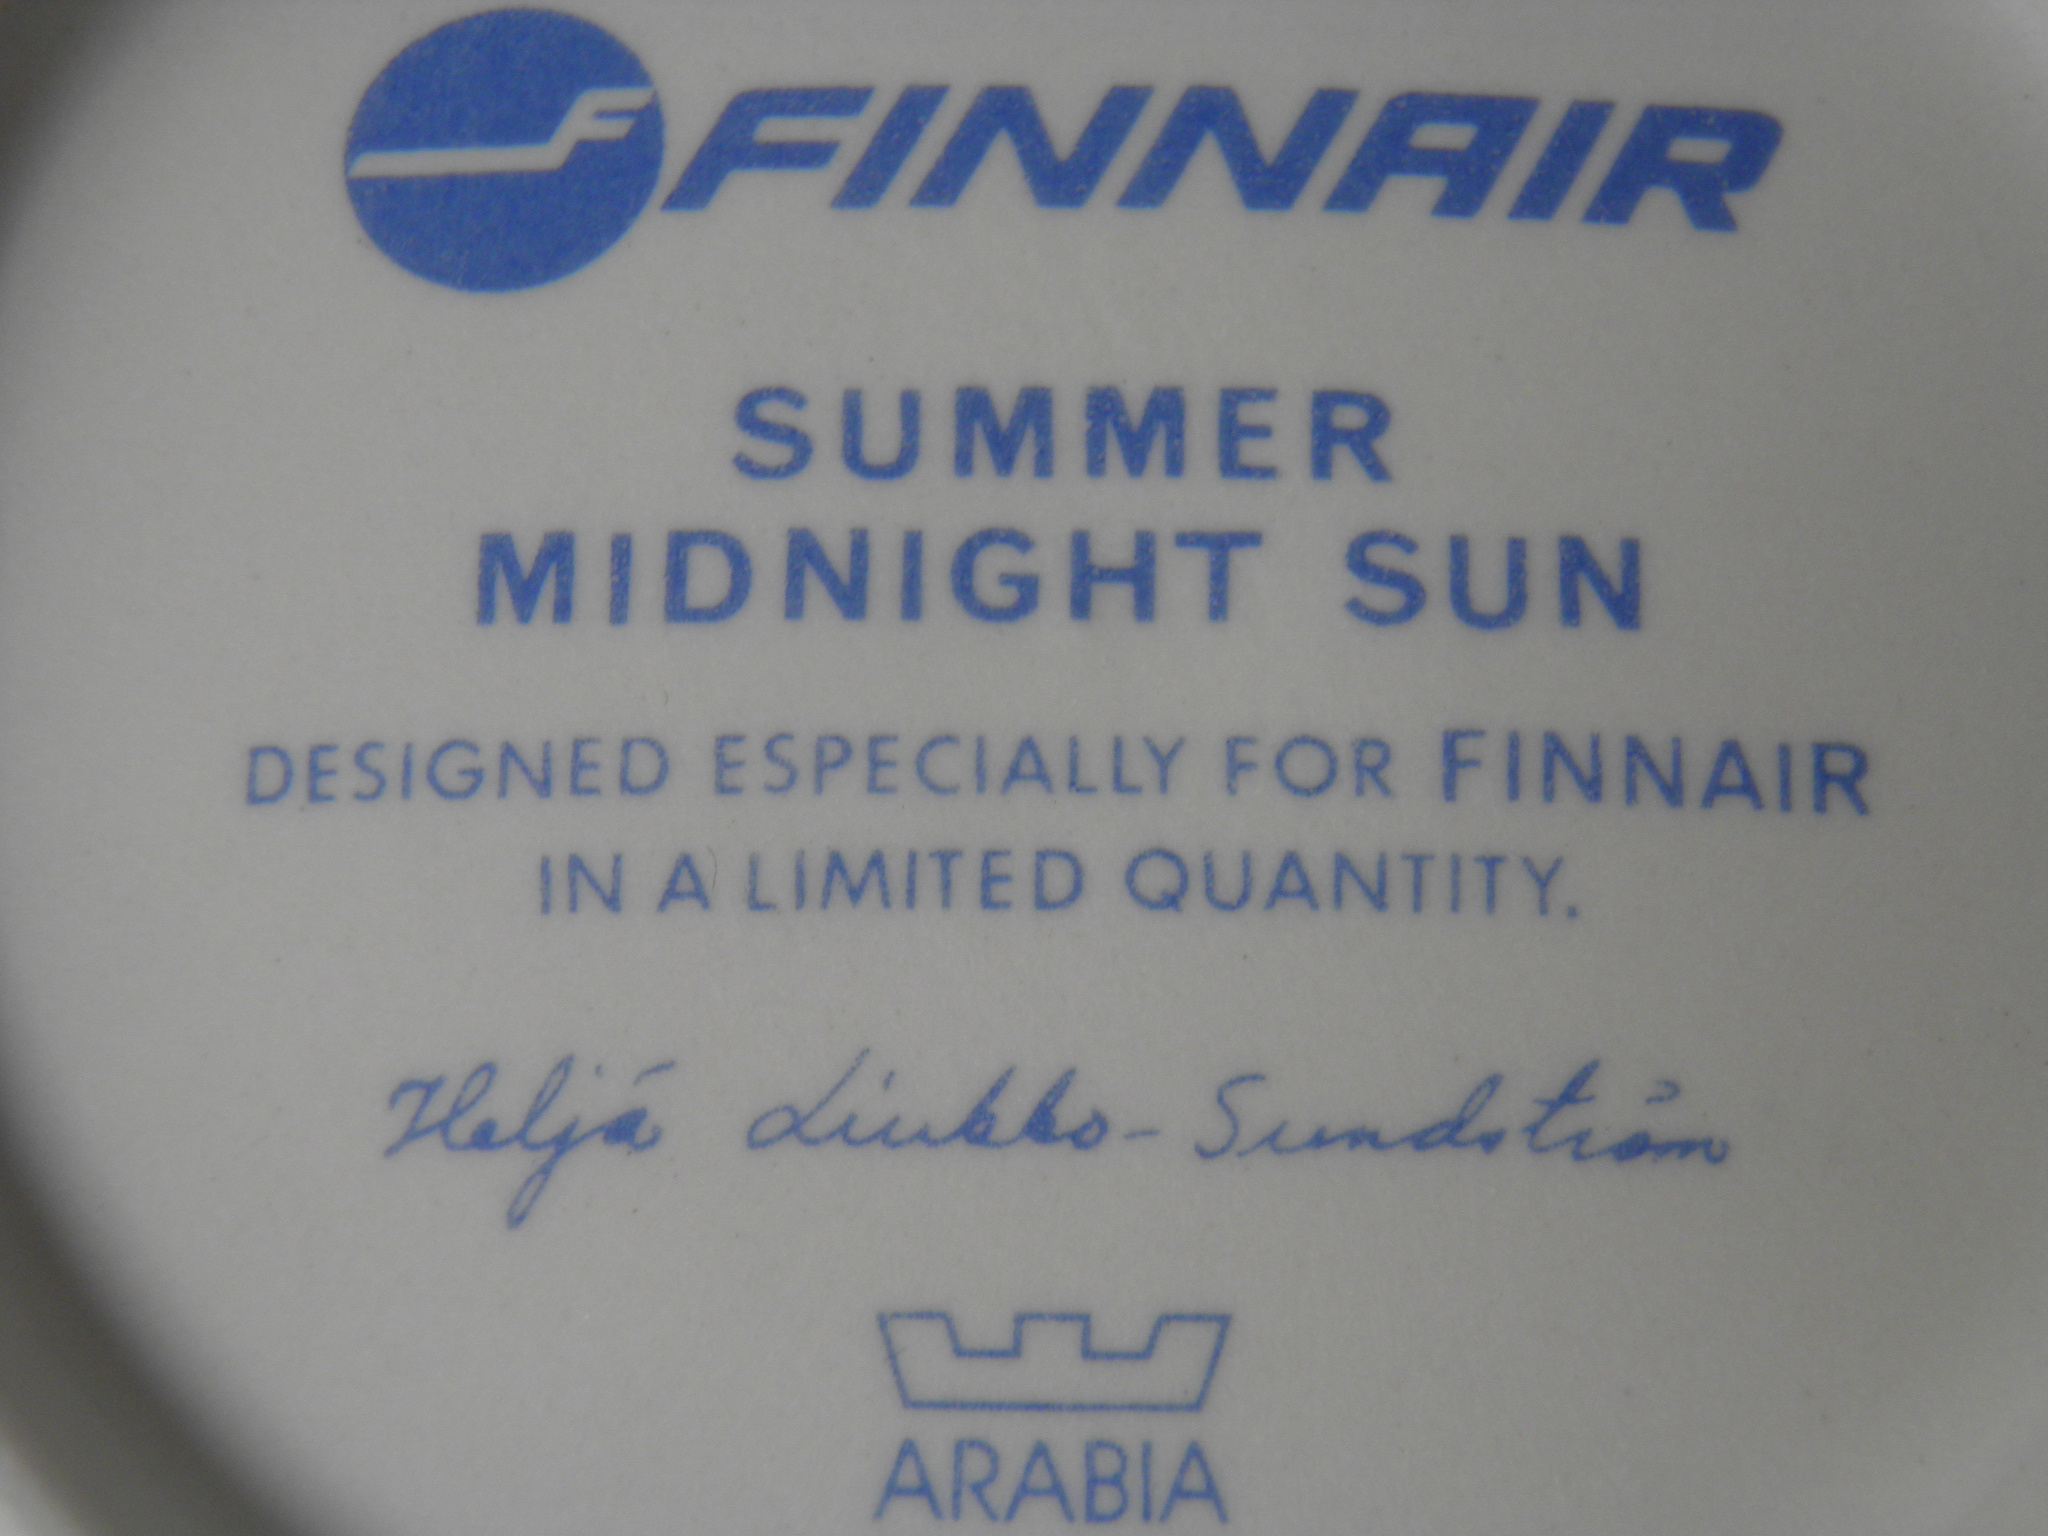 FINNAIR
SUMMER
MIDNIGHT SUN
DESIGNED ESPECIALLY FOR FINNAIR
IN A LIMITED QUANTITY.
Heljä Liukko-Sundström
ARABIA